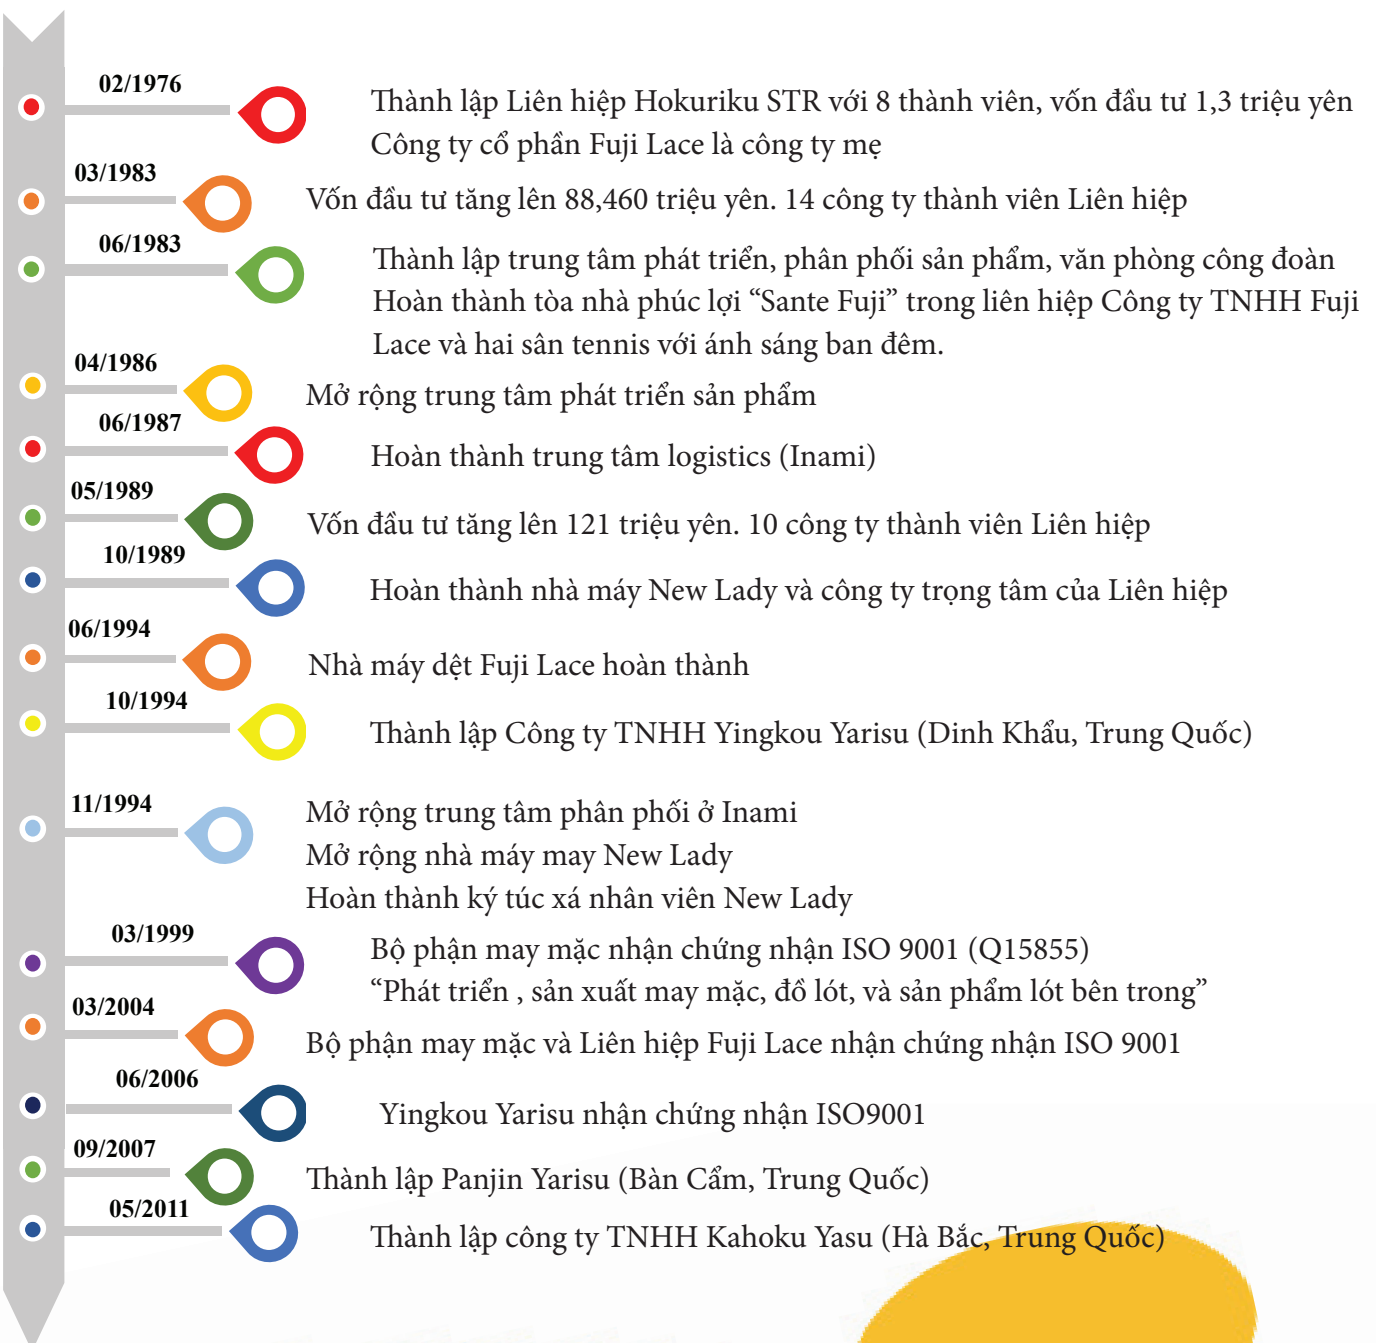 02/1976
Thành lập Liên hiệp Hokuriku STR với 8 thành viên, vốn đầu tư 1,3 triệu yên
Công ty cổ phần Fuji Lace là công ty mẹ
03/1983
Vốn đầu tư tăng lên 88,460 triệu yên. 14 công ty thành viên Liên hiệp
06/1983
Thành lập trung tâm phát triển, phân phối sản phẩm, văn phòng công đoàn
Hoàn thành tòa nhà phúc lợi “Sante Fuji” trong liên hiệp Công ty TNHH Fuji
Lace và hai sân tennis với ánh sáng ban đêm.
04/1986
Mở rộng trung tâm phát triển sản phẩm
06/1987
Hoàn thành trung tâm logistics (Inami)
05/1989
Vốn đầu tư tăng lên 121 triệu yên. 10 công ty thành viên Liên hiệp
10/1989
Hoàn thành nhà máy New Lady và công ty trọng tâm của Liên hiệp
06/1994
Nhà máy dệt Fuji Lace hoàn thành
10/1994
Thành lập Công ty TNHH Yingkou Yarisu (Dinh Khẩu, Trung Quốc)
11/1994
Mở rộng trung tâm phân phối ở Inami
Mở rộng nhà máy may New Lady
Hoàn thành ký túc xá nhân viên New Lady
03/1999
Bộ phận may mặc nhận chứng nhận ISO 9001 (Q15855)
“Phát triển , sản xuất may mặc, đồ lót, và sản phẩm lót bên trong”
03/2004
Bộ phận may mặc và Liên hiệp Fuji Lace nhận chứng nhận ISO 9001
06/2006
Yingkou Yarisu nhận chứng nhận ISO9001
09/2007
Thành lập Panjin Yarisu (Bàn Cẩm, Trung Quốc)
05/2011
Thành lập công ty TNHH Kahoku Yasu (Hà Bắc, Trung Quốc)